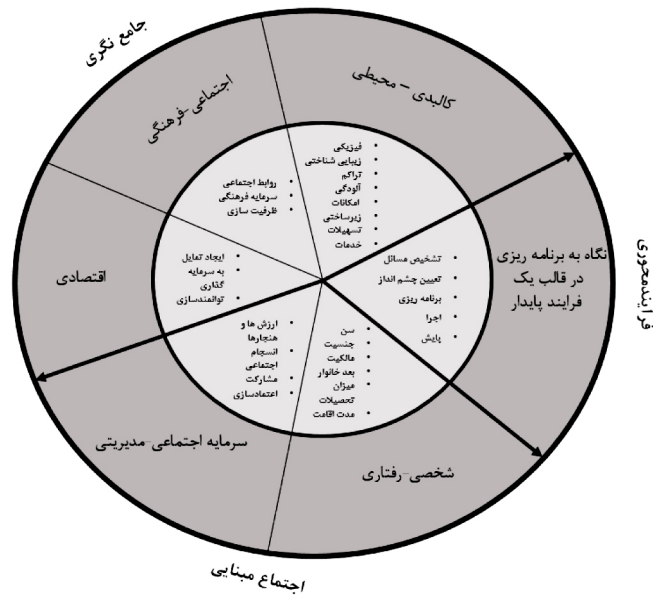 جامع نگری
کالبدی – محیطی
فیزیکی
زیبایی شناختی
تراکم
آلودگی
امکانات
زیرساختی
تسهیلات
خدمات
اجتماعی-فرهنگی
روابط اجتماعی
سرمایه فرهنگی
ظرفیت سازی
اقتصادی
ایجاد تمایل
به سرمایه
گذاری
توانمندسازی
فرایندمحوری
نگاه به برنامه ریزی
در قالب یک
فرایند پایدار
تشخیص مسائل
تعیین چشم انداز
برنامه ریزی
اجرا
پایش
اجتماع مبنایی
شخصی-رفتاری
سن
جنسیت
مالکیت
بعد خانوار
میزان
تحصیلات
مدت اقامت
سرمایه اجتماعی-مدیریتی
ارزش ها و
هنجارها
انسجام
اجتماعی
مشارکت
اعتمادسازی